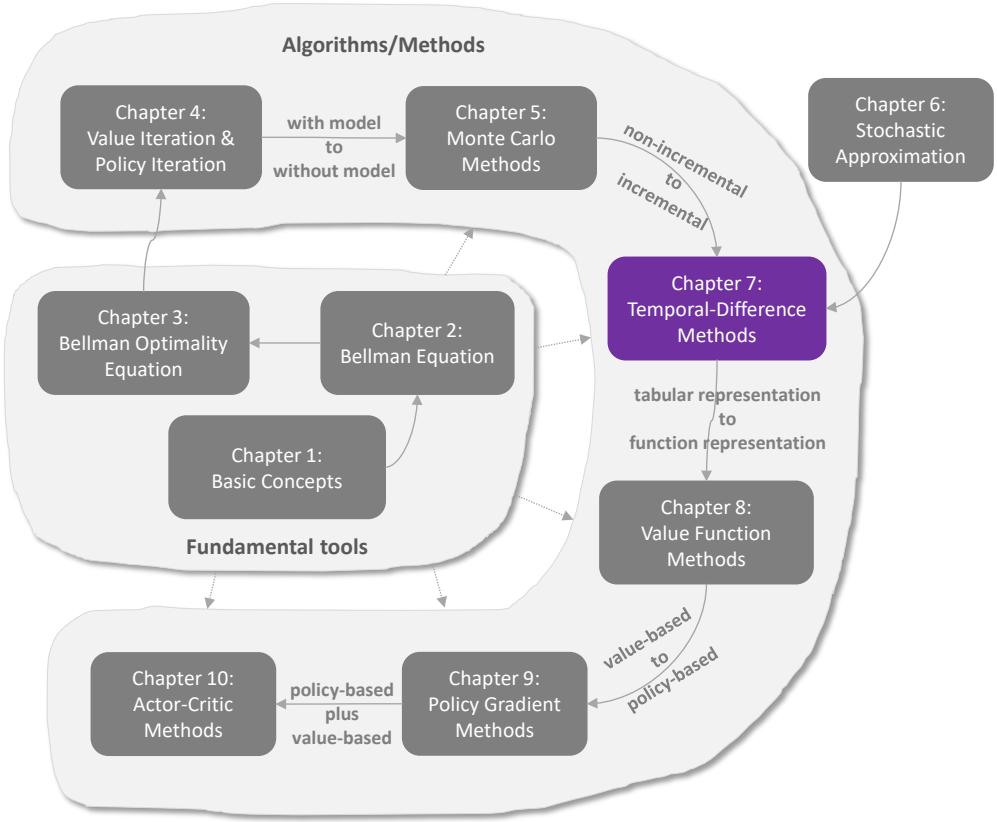 Algorithms/Methods
Chapter 4:
Value Iteration &
Policy Iteration
with model
to
without model
Chapter 5:
Monte Carlo
Methods
non-incremental
to
incremental
Chapter 6:
Stochastic
Approximation
Chapter 7:
Temporal-Difference
Methods
Chapter 3:
Bellman Optimality
Equation
Chapter 2:
Bellman Equation
Chapter 1:
Basic Concepts
Fundamental tools
tabular representation
to
function representation
Chapter 8:
Value Function
Methods
value-based
to
policy-based
Chapter 9:
Policy Gradient
Methods
policy-based
plus
value-based
Chapter 10:
Actor-Critic
Methods